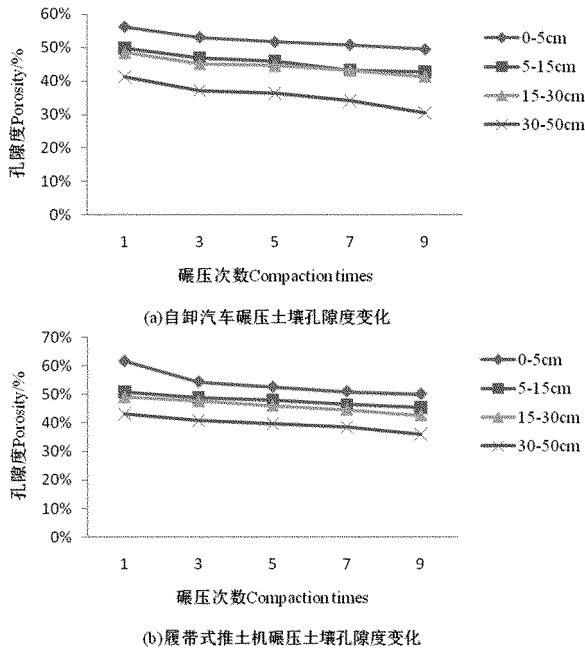 60%
50%
40%
30%
20%
10%
0%
孔隙度Porosity/%
1 3 5 7 9
碾压次数Compaction times
0-5cm
5-15cm
15-30cm
30-50cm
(a)自卸汽车碾压土壤孔隙度变化
70%
60%
50%
40%
30%
20%
10%
0%
孔隙度Porosity/%
1 3 5 7 9
碾压次数Compaction times
0-5cm
5-15cm
15-30cm
30-50cm
(b)履带式推土机碾压土壤孔隙度变化